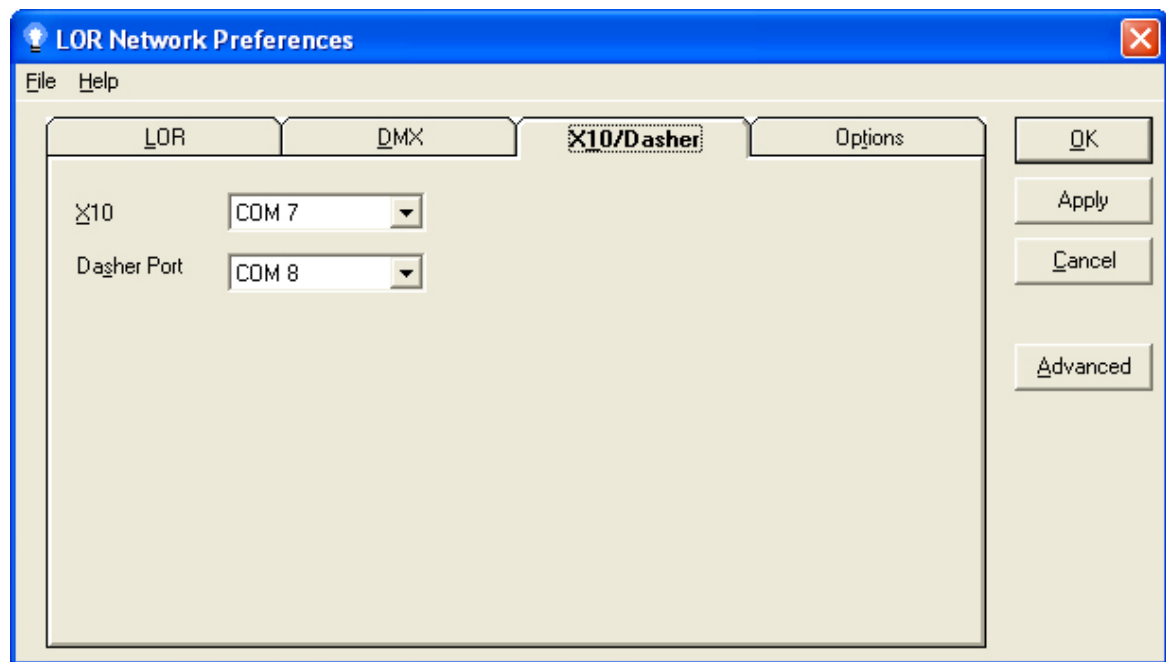 LOR Network Preferences
File Help
LOR DMX X10/Dasher Options
OK
X10 COM 7
Apply
Dasher Port COM 8
Cancel
Advanced